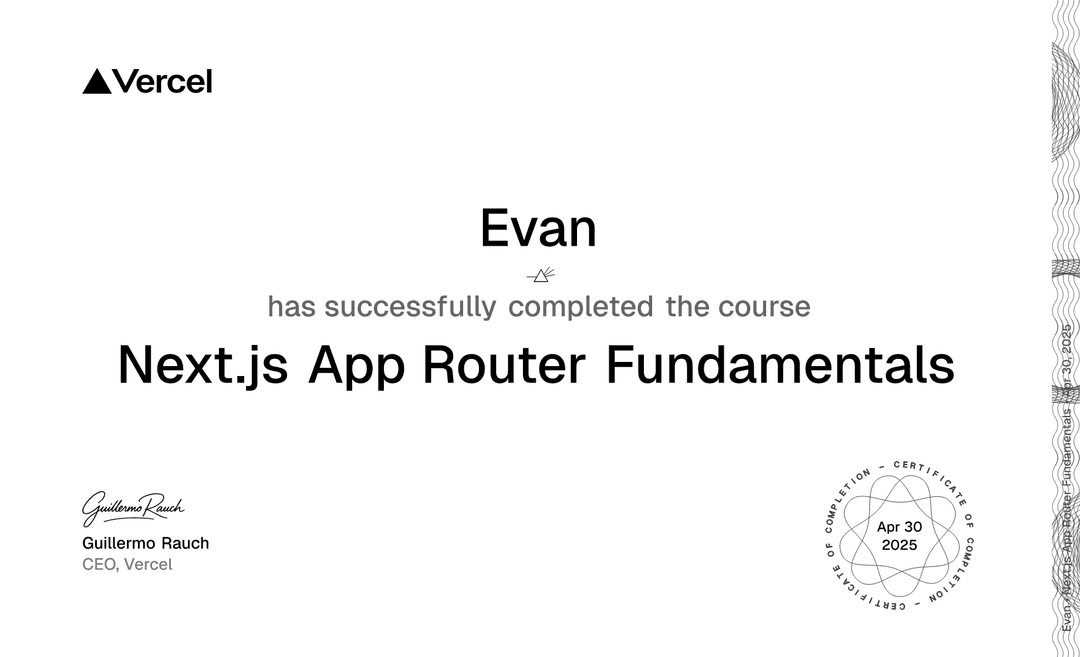 Vercel
Evan
has successfully completed the course
Next.js App Router Fundamentals
Guillermo Rauch
Guillermo Rauch
CEO, Vercel
CERTIFICATE OF COMPLETION – CERTIFICATE OF COMPLETION –
Apr 30
2025
Evan - Next.js App Router Fundamentals - Apr 30, 2025